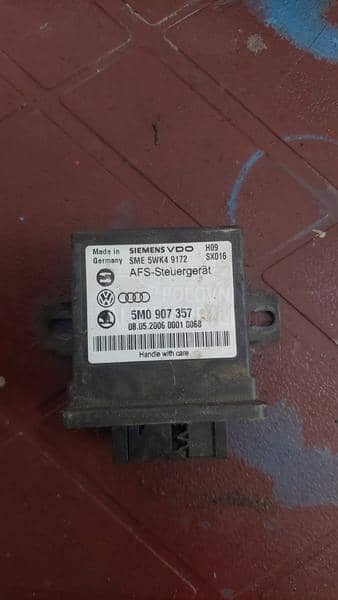 Made in SIEMENS VDO H09
Germany SME 5WK4 9172 SX016
AFS-Steuergerät
5M0 907 357
08.05.2006 0001 0068
Handle with care